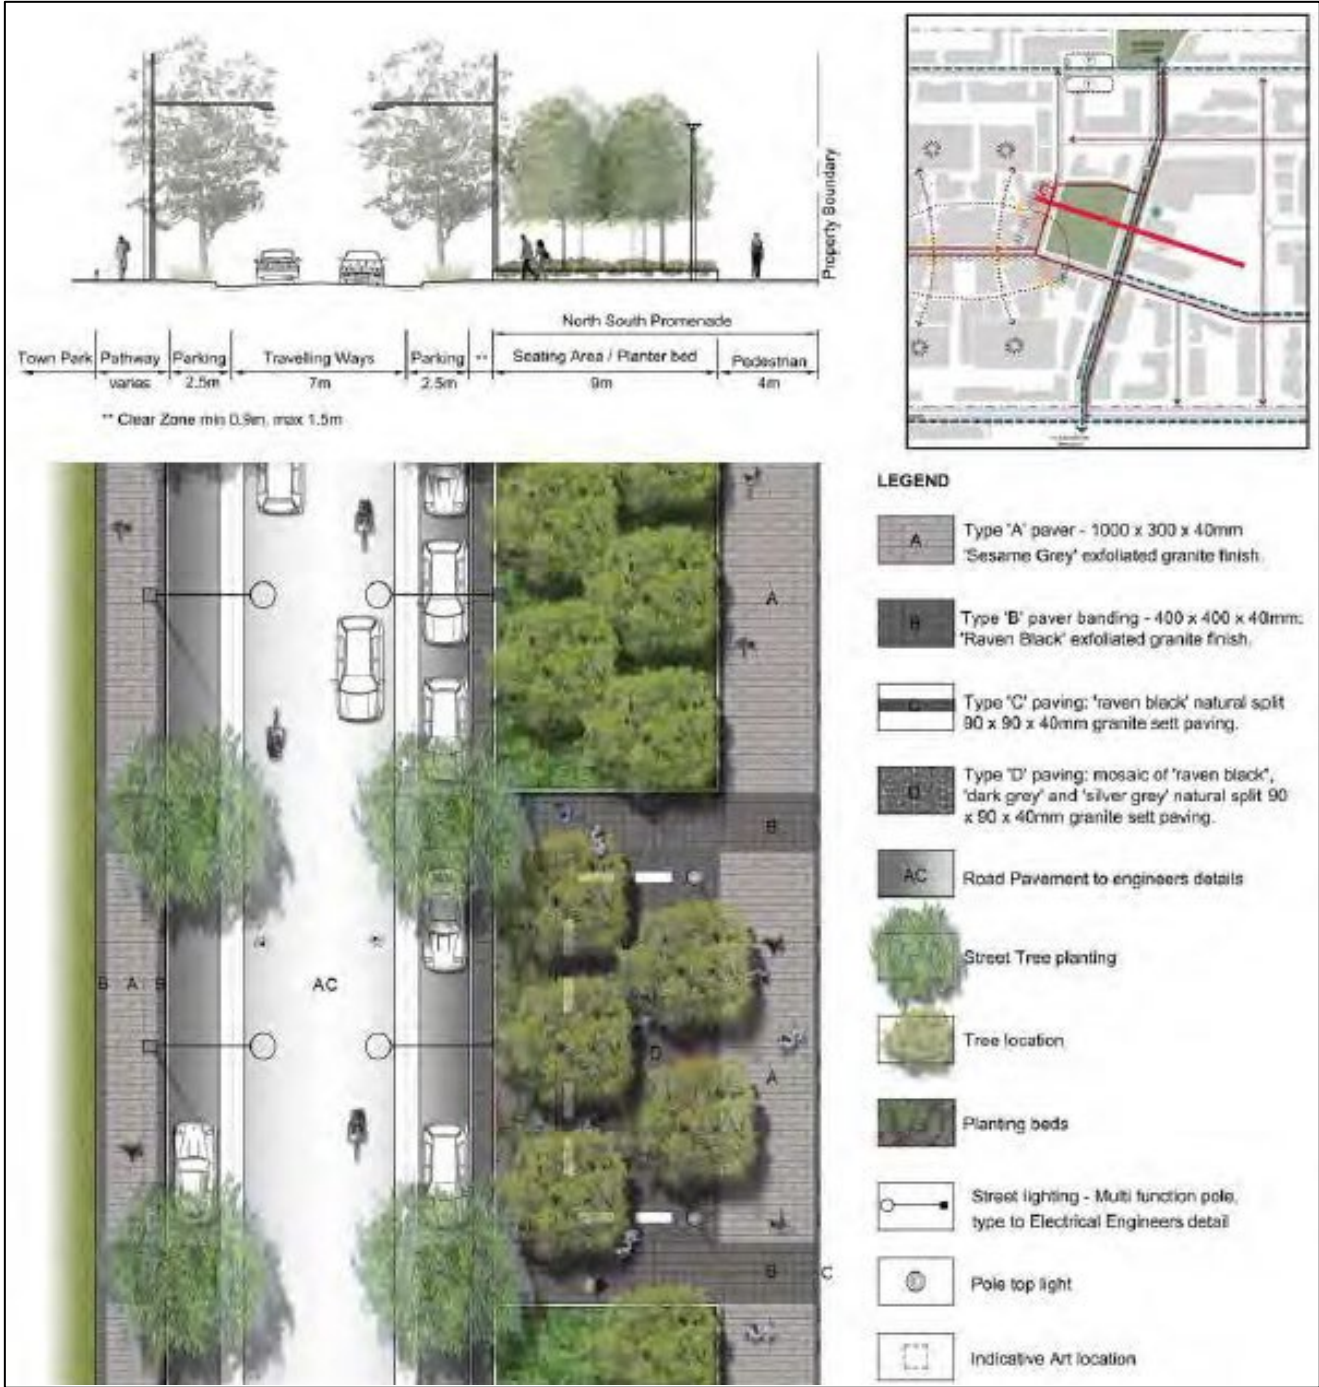 Property Boundary
North South Promenade
Town Park
Pathway
varies
Parking
2.5m
Travelling Ways
7m
Parking
2.5m
**
Seating Area / Planter bed
9m
Pedestrian
4m
** Clear Zone min 0.9m, max 1.5m
A
B
B A B
AC
D
A
B
C
LEGEND
A
Type 'A' paver - 1000 x 300 x 40mm
'Sesame Grey' exfoliated granite finish.
B
Type 'B' paver banding - 400 x 400 x 40mm:
'Raven Black' exfoliated granite finish.
C
Type 'C' paving: 'raven black' natural split
90 x 90 x 40mm granite sett paving.
D
Type 'D' paving: mosaic of 'raven black",
'dark grey' and 'silver grey' natural split 90
x 90 x 40mm granite sett paving.
AC
Road Pavement to engineers details
Street Tree planting
Tree location
Planting beds
Street lighting - Multi function pole,
type to Electrical Engineers detail
Pole top light
Indicative Art location